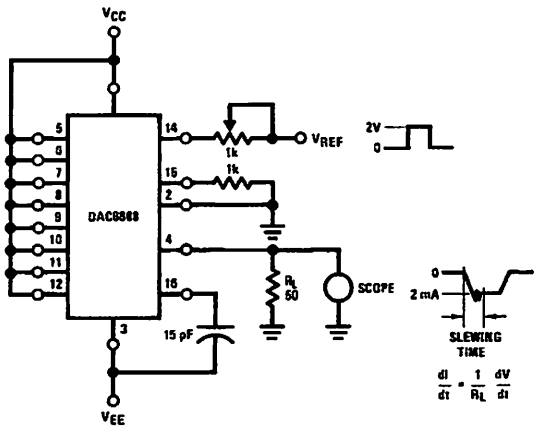 VCC
5
6
7
8
9
10
11
12
14
15
2
4
16
3
DAC0808
1k
1k
VREF
2V
0
RL
50
SCOPE
15 pF
VEE
0
2 mA
SLEWING
TIME
dI/dt = 1/RL dV/dt